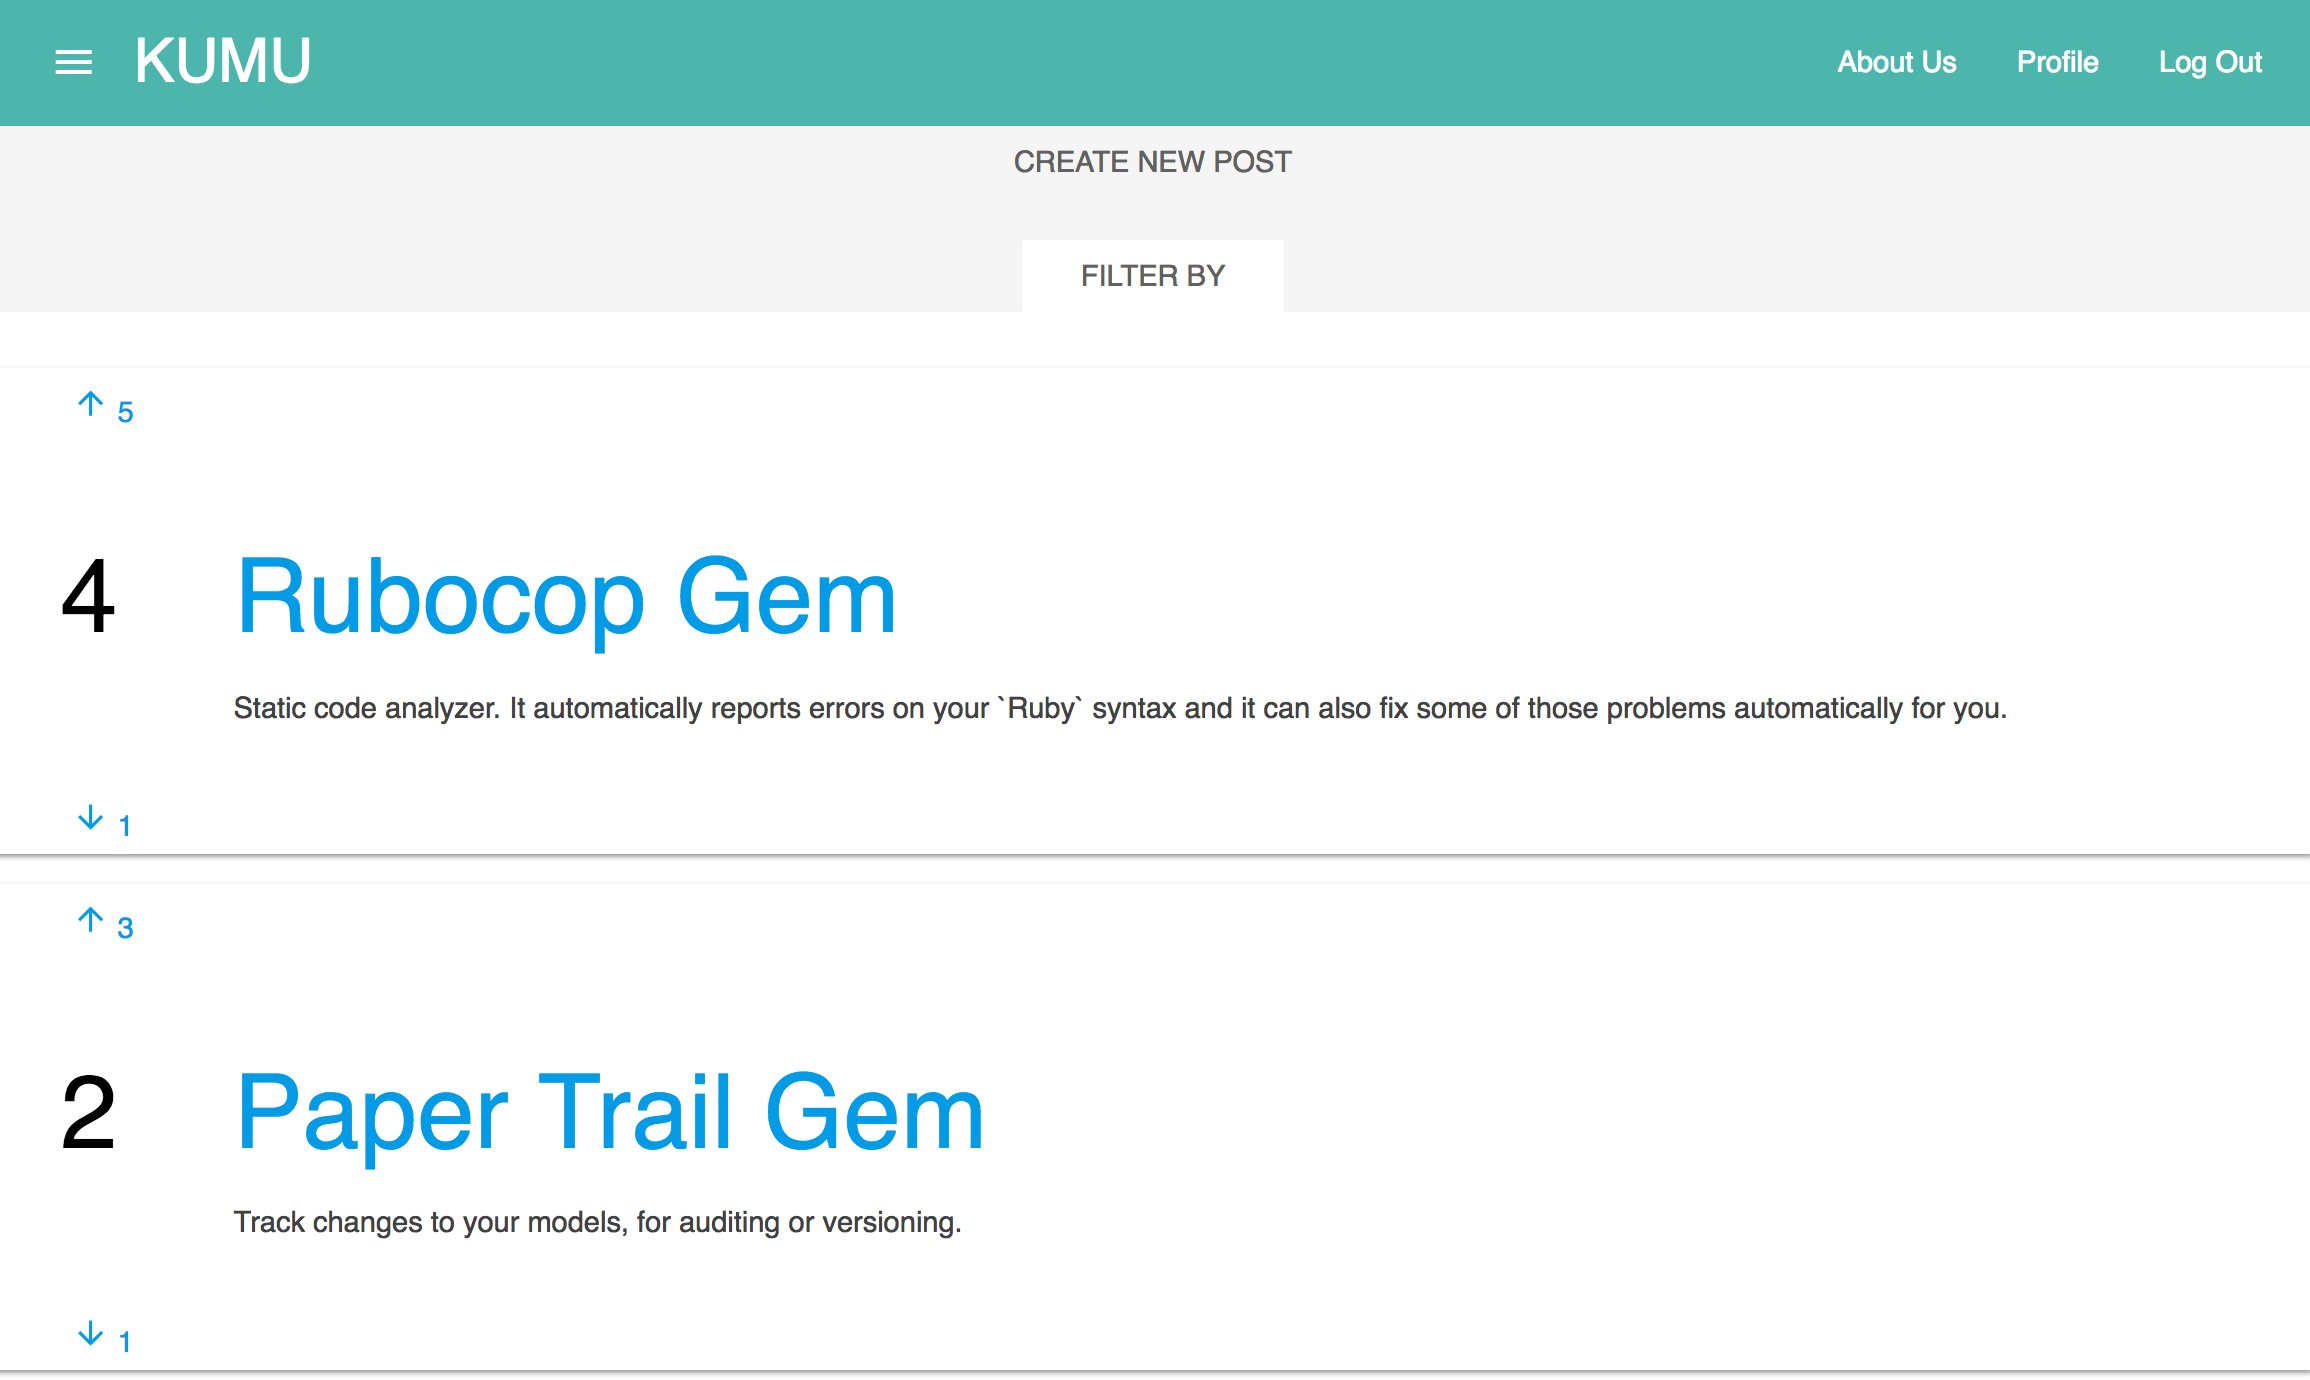 KUMU
About Us
Profile
Log Out
CREATE NEW POST
FILTER BY
5
4
Rubocop Gem
Static code analyzer. It automatically reports errors on your `Ruby` syntax and it can also fix some of those problems automatically for you.
1
3
2
Paper Trail Gem
Track changes to your models, for auditing or versioning.
1